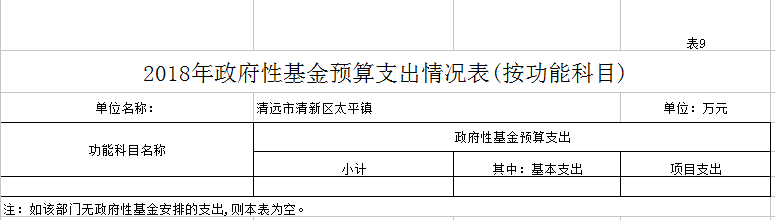 表9
2018年政府性基金预算支出情况表(按功能科目)
单位名称： 清远市清新区太平镇 单位：万元
功能科目名称 政府性基金预算支出
小计 其中：基本支出 项目支出
注：如该部门无政府性基金安排的支出,则本表为空。